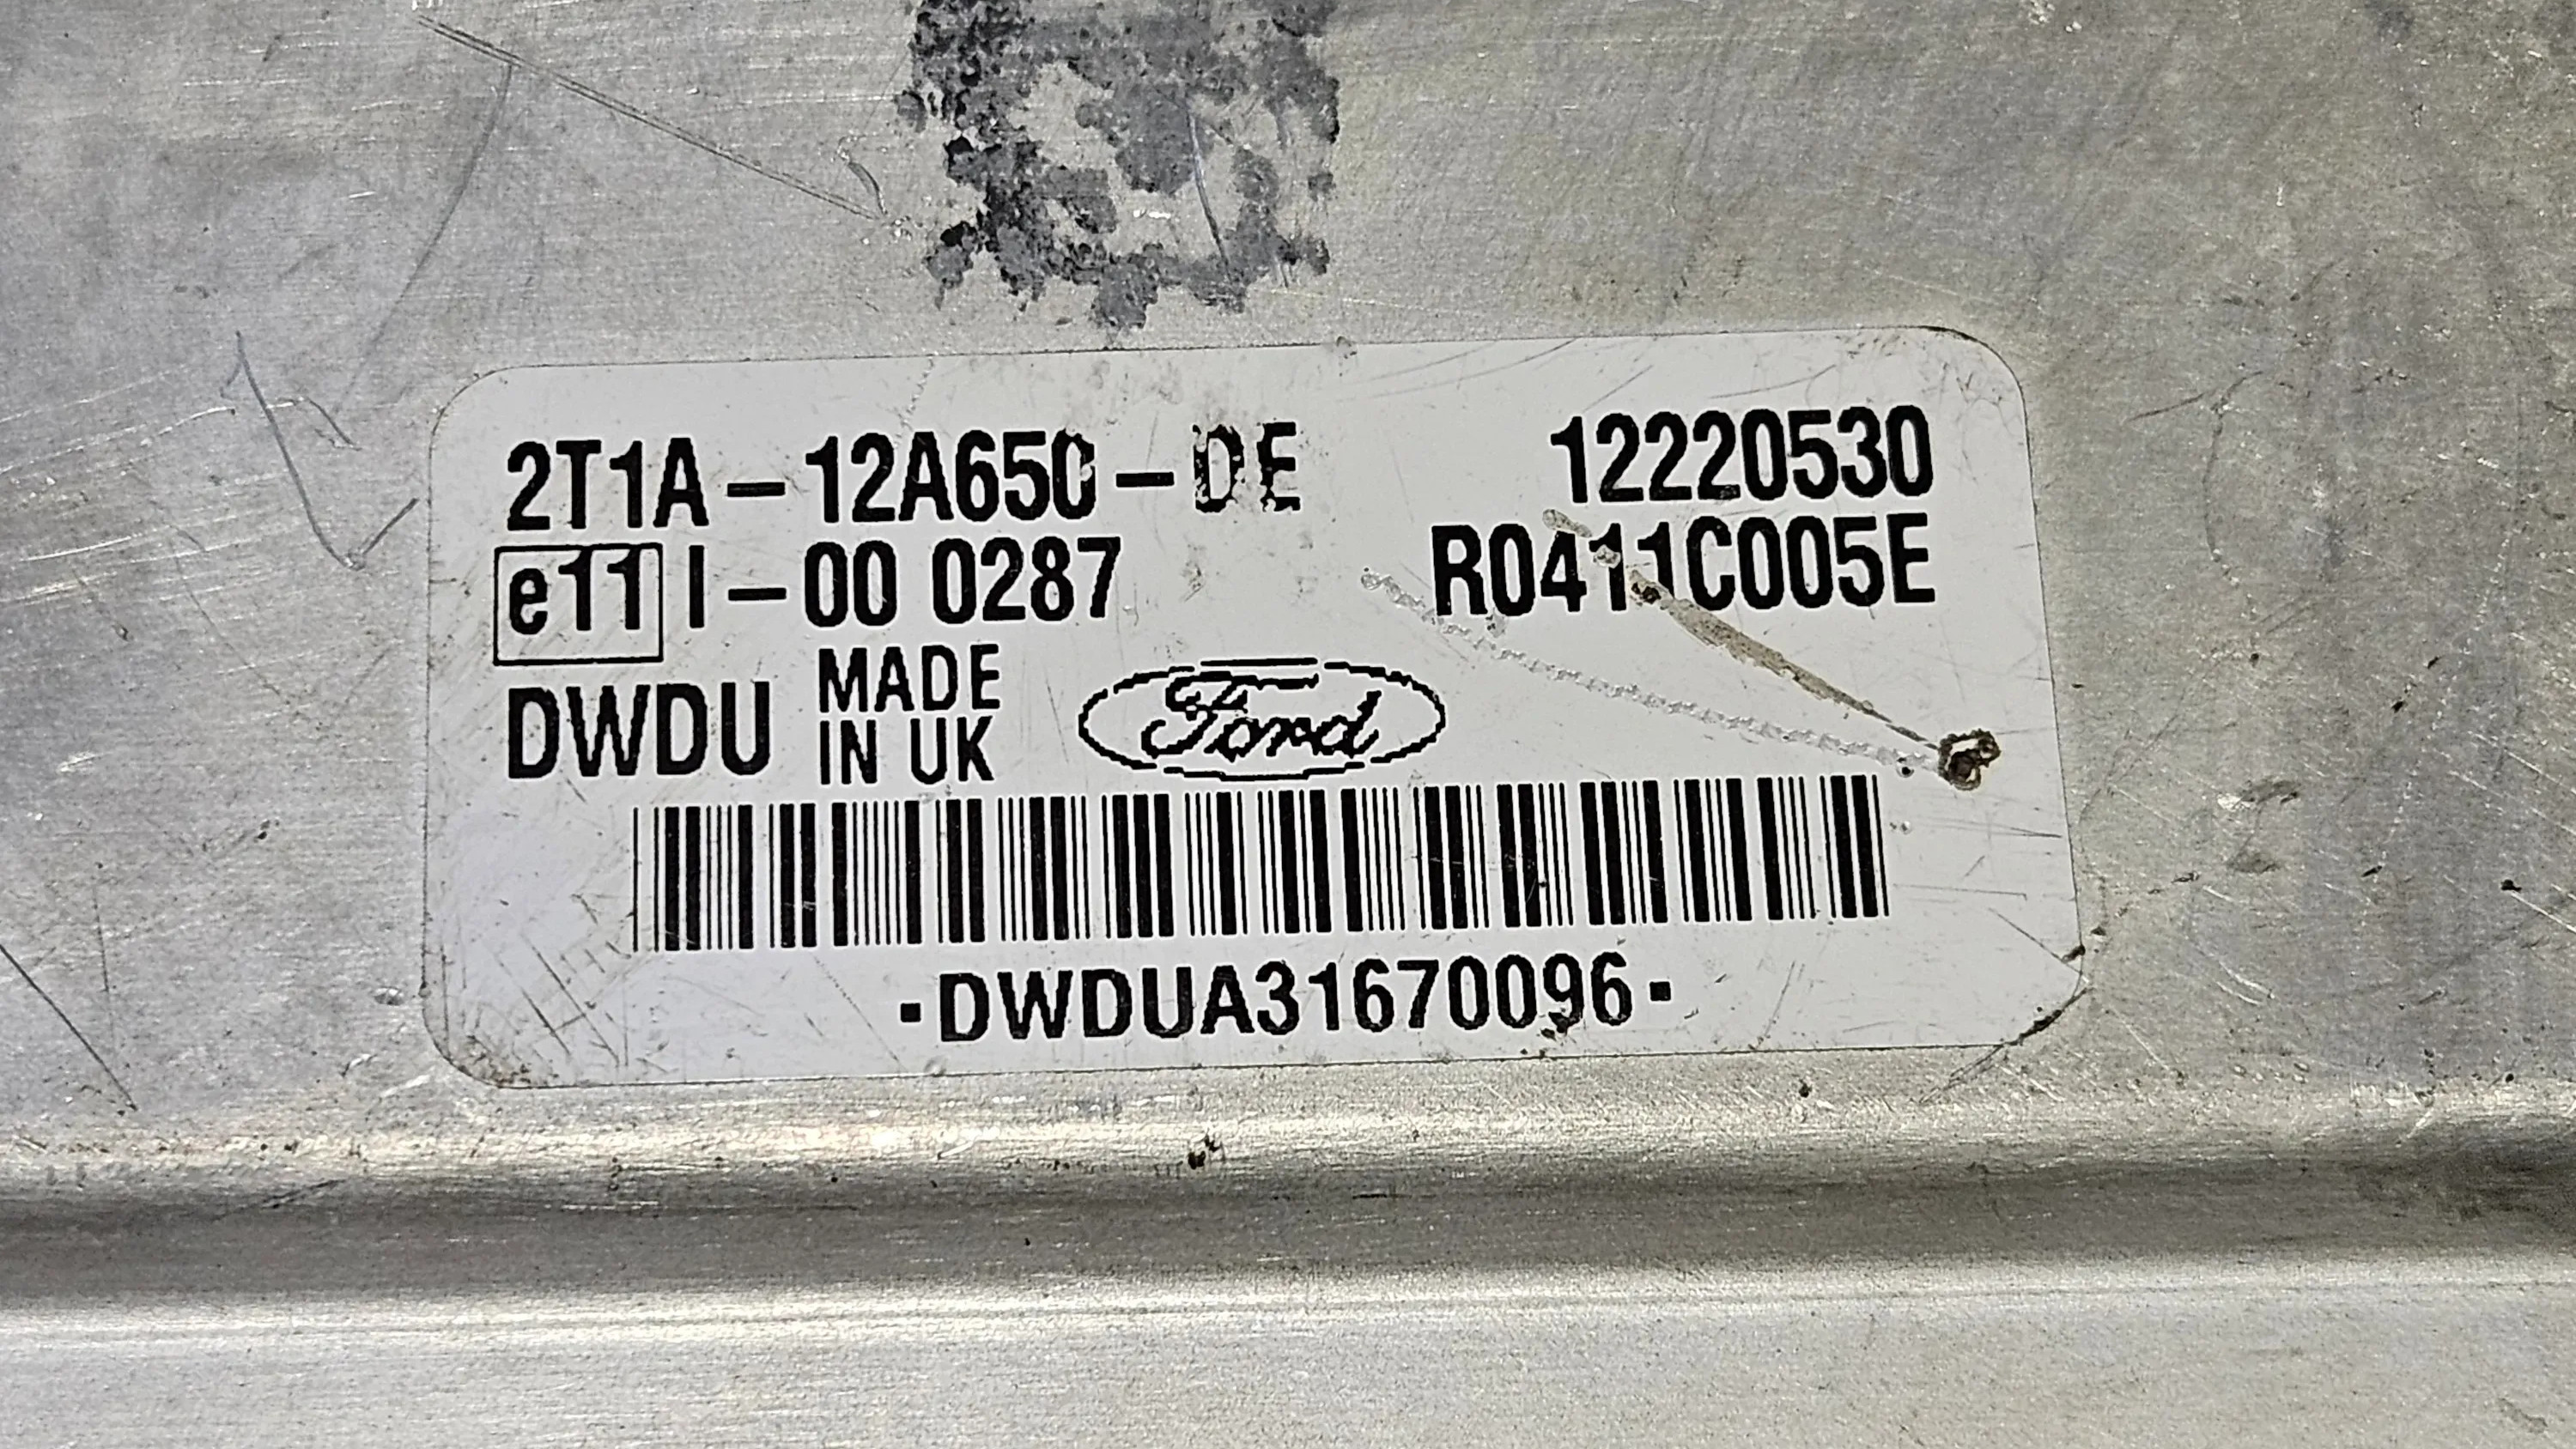 2T1A-12A650-DE 12220530
e11 I-00 0287 R0411C005E
DWDU MADE IN UK Ford
·DWDUA31670096·